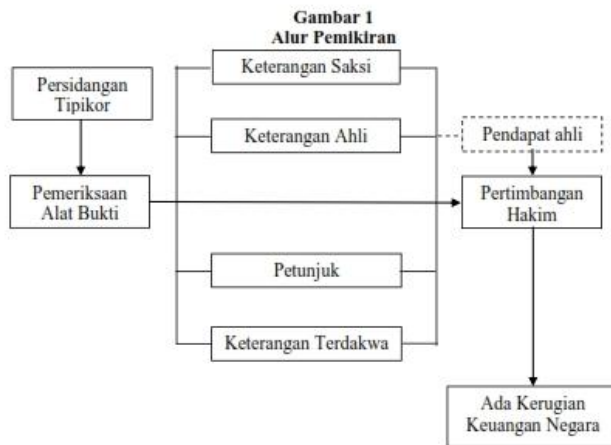 Gambar 1
Alur Pemikiran
Keterangan Saksi
Persidangan
Tipikor
Keterangan Ahli
Pendapat ahli
Pemeriksaan
Alat Bukti
Pertimbangan
Hakim
Petunjuk
Keterangan Terdakwa
Ada Kerugian
Keuangan Negara